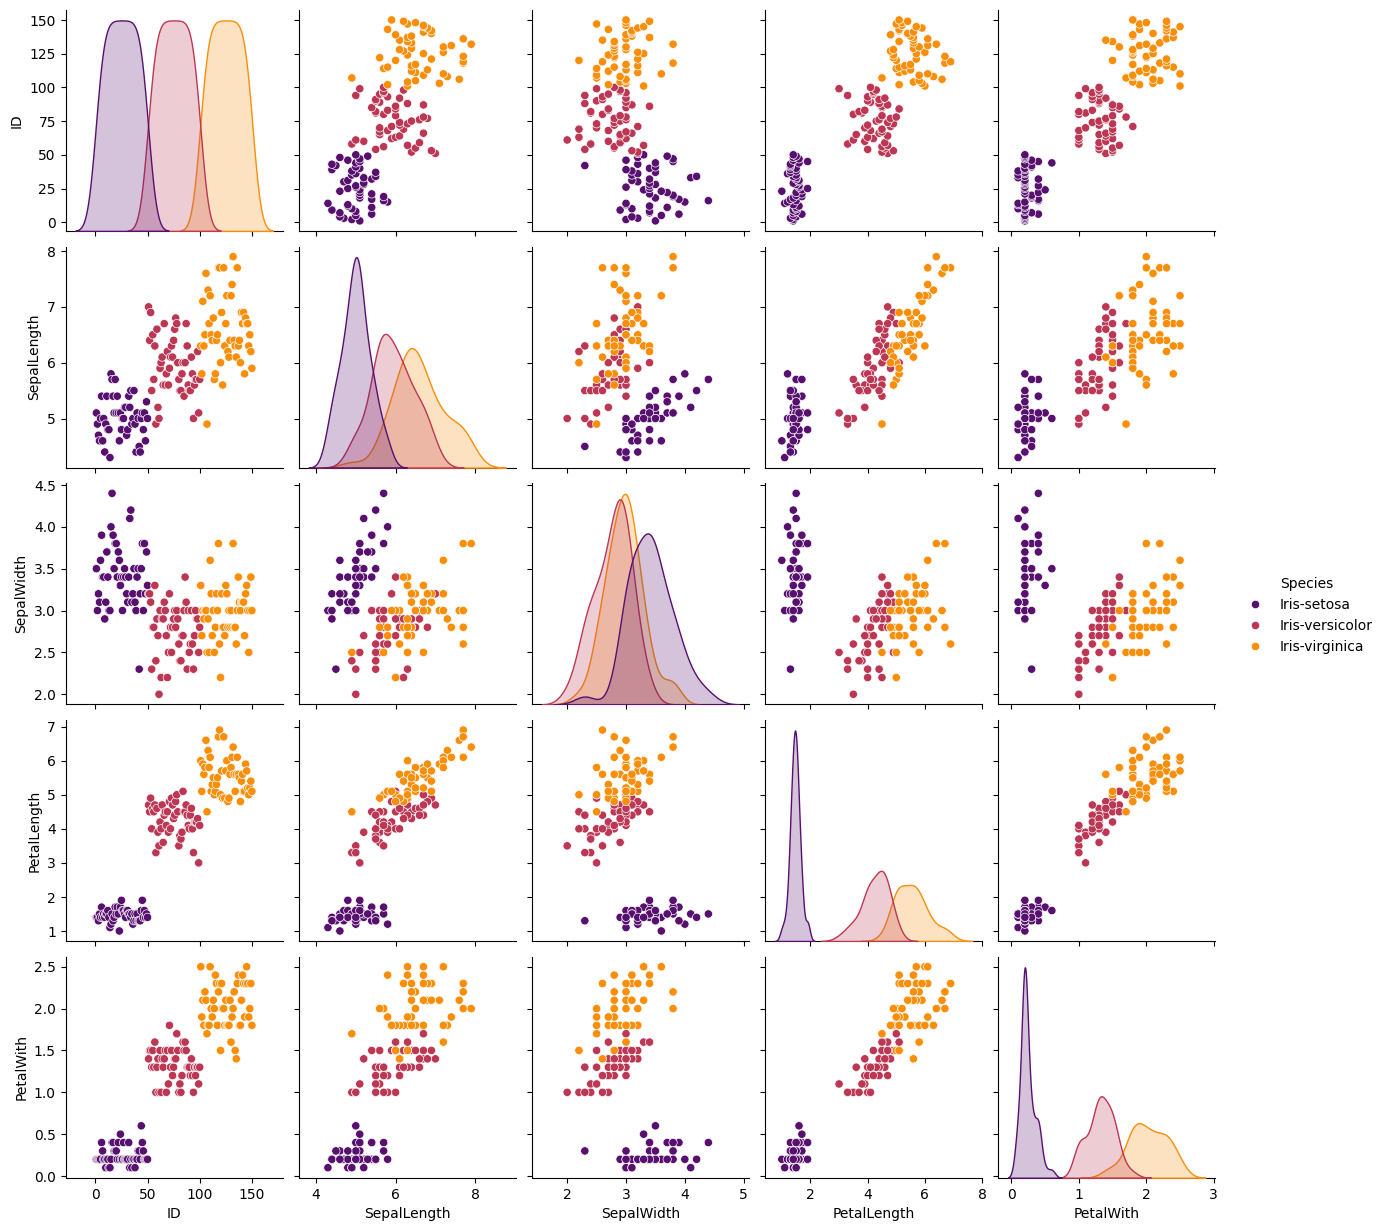 150
125
100
75
50
25
0
ID
8
7
6
5
SepalLength
4.5
4.0
3.5
3.0
2.5
2.0
SepalWidth
Species
Iris-setosa
Iris-versicolor
Iris-virginica
7
6
5
4
3
2
1
PetalLength
2.5
2.0
1.5
1.0
0.5
0.0
PetalWith
0 50 100 150
4 6 8
2 3 4 5
2 4 6 8
0 1 2 3
ID SepalLength SepalWidth PetalLength PetalWith